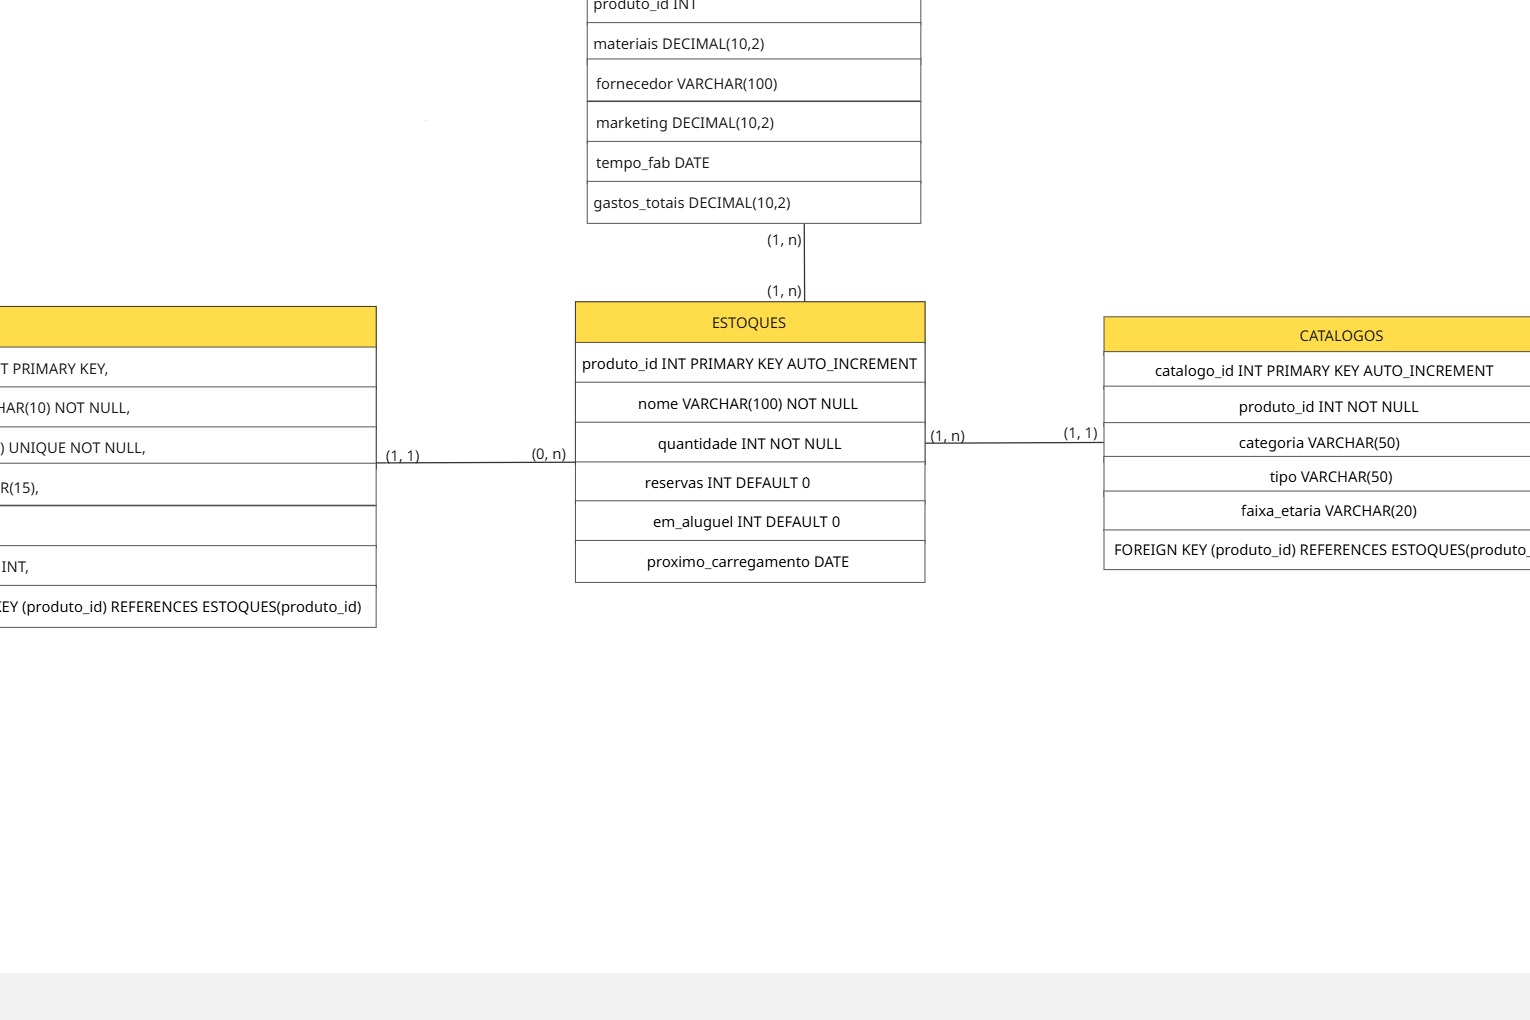 produto_id INT
materiais DECIMAL(10,2)
fornecedor VARCHAR(100)
marketing DECIMAL(10,2)
tempo_fab DATE
gastos_totais DECIMAL(10,2)
(1, n)
(1, n)
T PRIMARY KEY,
HAR(10) NOT NULL,
) UNIQUE NOT NULL,
R(15),
INT,
KEY (produto_id) REFERENCES ESTOQUES(produto_id)
(1, 1)
(0, n)
ESTOQUES
produto_id INT PRIMARY KEY AUTO_INCREMENT
nome VARCHAR(100) NOT NULL
quantidade INT NOT NULL
reservas INT DEFAULT 0
em_aluguel INT DEFAULT 0
proximo_carregamento DATE
(1, n)
(1, 1)
CATALOGOS
catalogo_id INT PRIMARY KEY AUTO_INCREMENT
produto_id INT NOT NULL
categoria VARCHAR(50)
tipo VARCHAR(50)
faixa_etaria VARCHAR(20)
FOREIGN KEY (produto_id) REFERENCES ESTOQUES(produto_